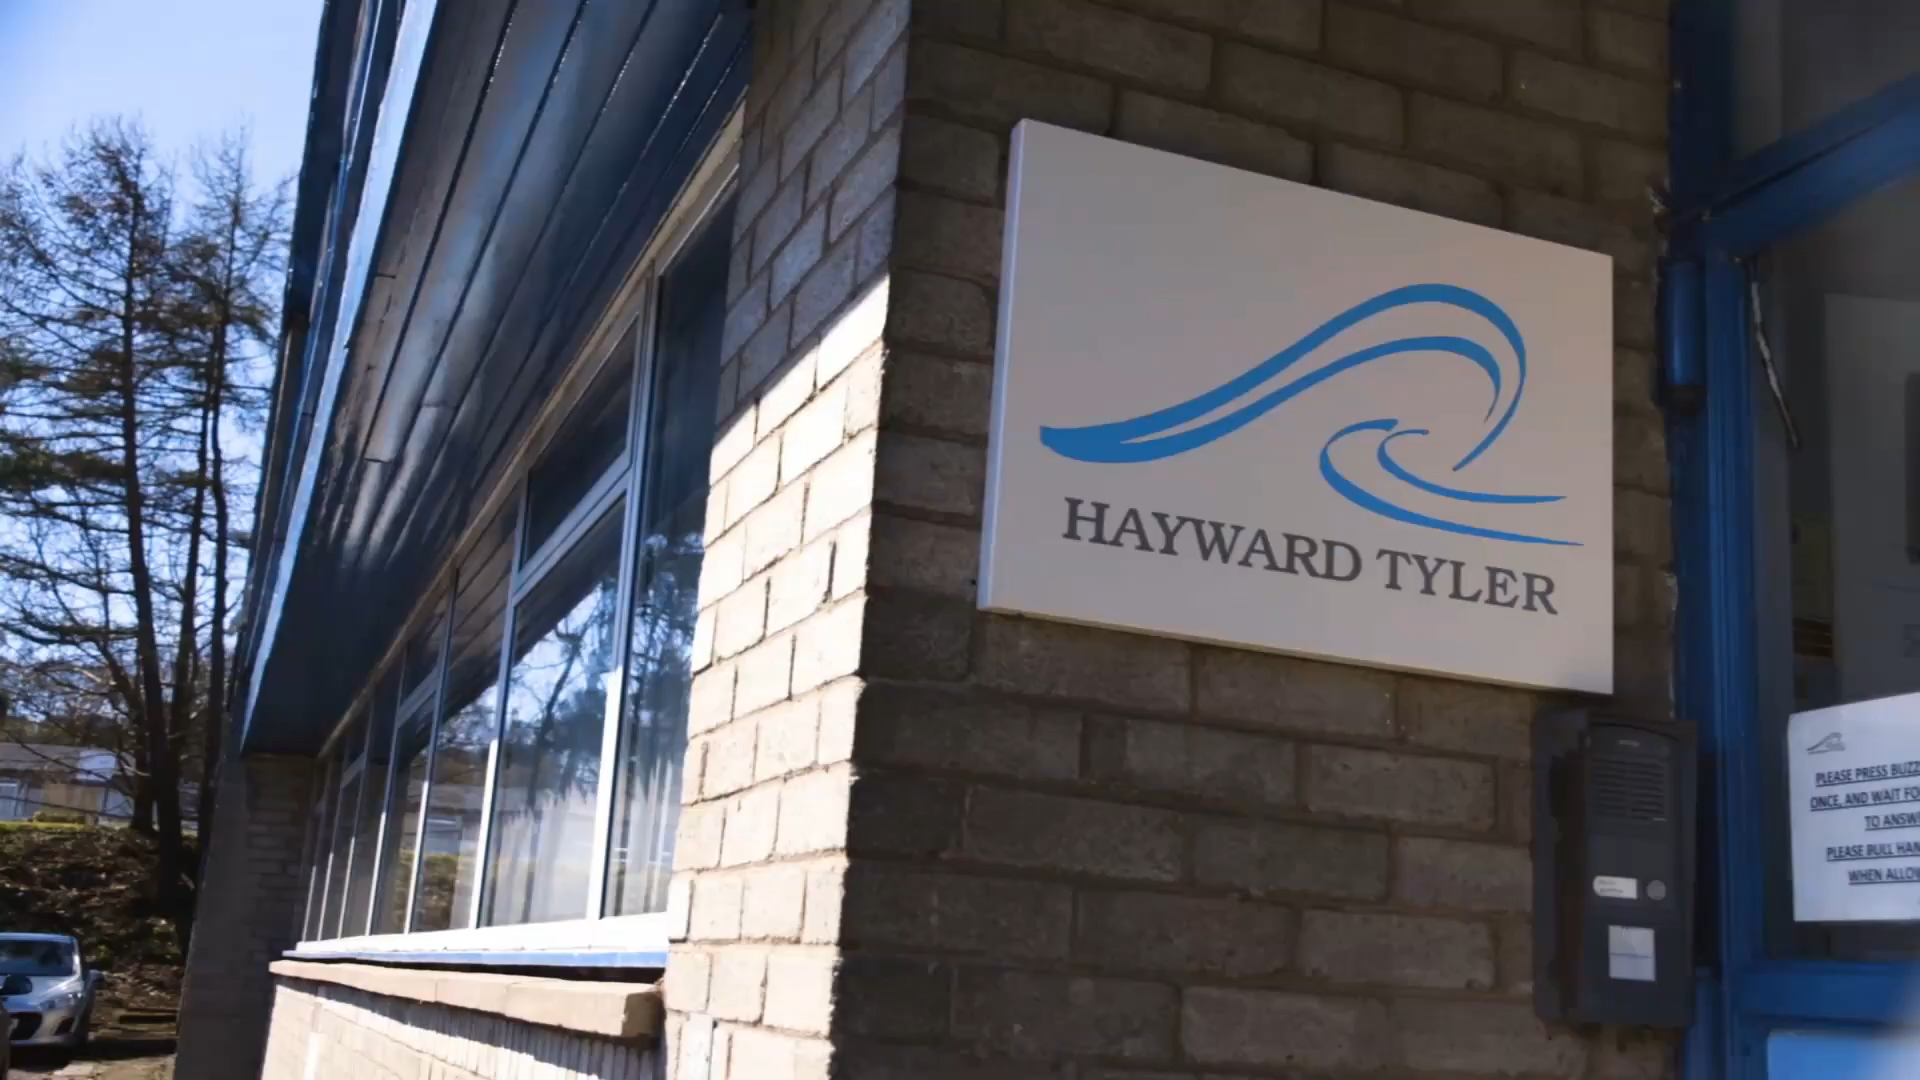 HAYWARD TYLER
PLEASE PRESS BUZZ
ONCE, AND WAIT FO
TO ANSW
PLEASE PULL HAN
WHEN ALLOW